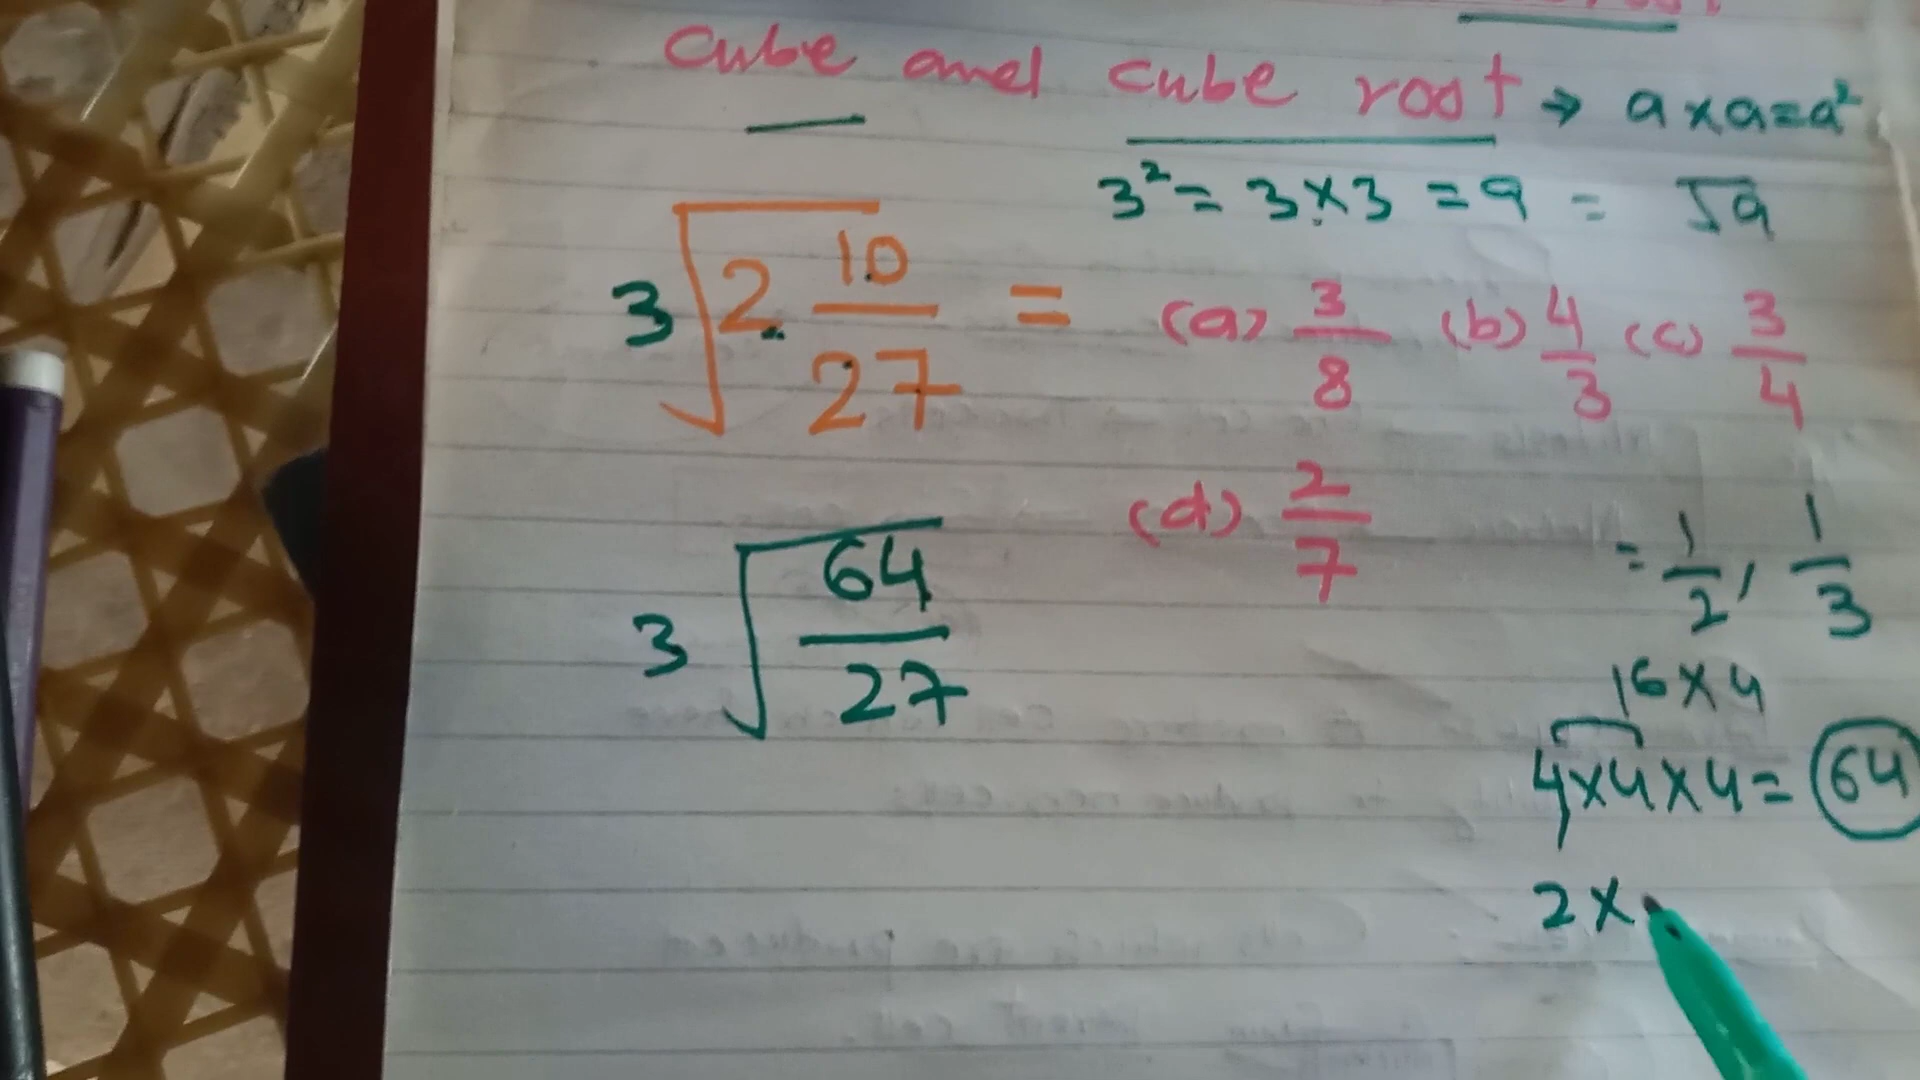 Cube and cube root → a x a = a²
3² = 3 x 3 = 9 = √9
3√2 10/27 = (a) 3/8 (b) 4/3 (c) 3/4
(d) 2/7
= 1/2, 1/3
3√64/27
16 x 4
4 x 4 x 4 = 64
2 x